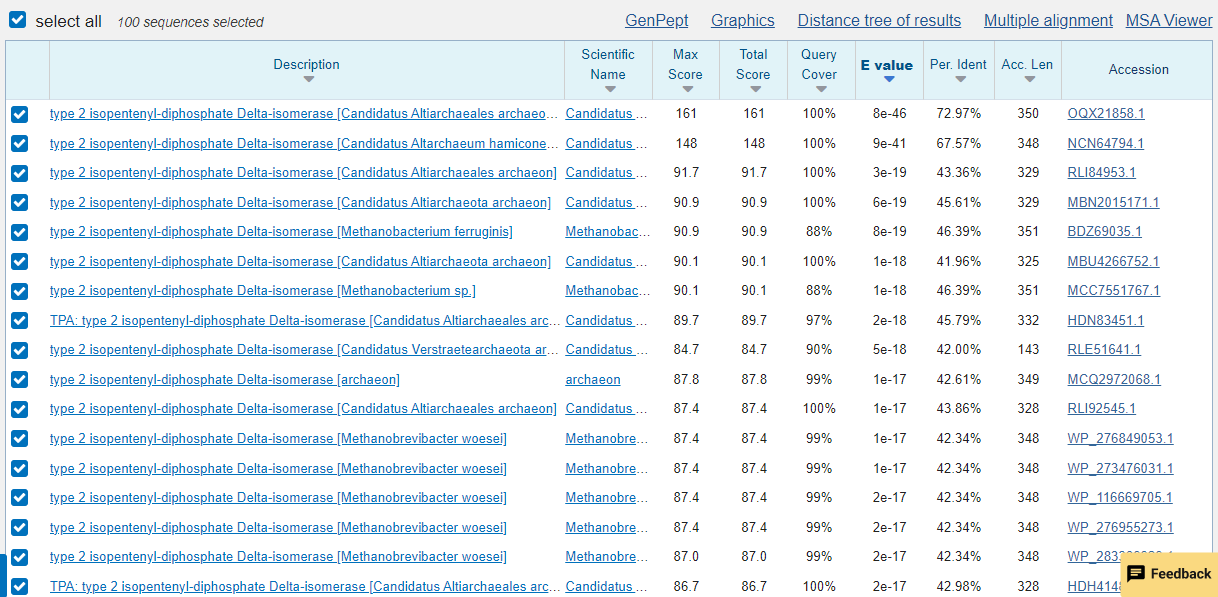 select all 100 sequences selected GenPept Graphics Distance tree of results Multiple alignment MSA Viewer
Description Scientific Name Max Score Total Score Query Cover E value Per. Ident Acc. Len Accession
type 2 isopentenyl-diphosphate Delta-isomerase [Candidatus Altiarchaeales archaeo... Candidatus ... 161 161 100% 8e-46 72.97% 350 OQX21858.1
type 2 isopentenyl-diphosphate Delta-isomerase [Candidatus Altarchaeum hamicone... Candidatus ... 148 148 100% 9e-41 67.57% 348 NCN64794.1
type 2 isopentenyl-diphosphate Delta-isomerase [Candidatus Altiarchaeales archaeon] Candidatus ... 91.7 91.7 100% 3e-19 43.36% 329 RLI84953.1
type 2 isopentenyl-diphosphate Delta-isomerase [Candidatus Altiarchaeota archaeon] Candidatus ... 90.9 90.9 100% 6e-19 45.61% 329 MBN2015171.1
type 2 isopentenyl-diphosphate Delta-isomerase [Methanobacterium ferruginis] Methanobac... 90.9 90.9 88% 8e-19 46.39% 351 BDZ69035.1
type 2 isopentenyl-diphosphate Delta-isomerase [Candidatus Altiarchaeota archaeon] Candidatus ... 90.1 90.1 100% 1e-18 41.96% 325 MBU4266752.1
type 2 isopentenyl-diphosphate Delta-isomerase [Methanobacterium sp.] Methanobac... 90.1 90.1 88% 1e-18 46.39% 351 MCC7551767.1
TPA: type 2 isopentenyl-diphosphate Delta-isomerase [Candidatus Altiarchaeales arc... Candidatus ... 89.7 89.7 97% 2e-18 45.79% 332 HDN83451.1
type 2 isopentenyl-diphosphate Delta-isomerase [Candidatus Verstraetearchaeota ar... Candidatus ... 84.7 84.7 90% 5e-18 42.00% 143 RLE51641.1
type 2 isopentenyl-diphosphate Delta-isomerase [archaeon] archaeon 87.8 87.8 99% 1e-17 42.61% 349 MCQ2972068.1
type 2 isopentenyl-diphosphate Delta-isomerase [Candidatus Altiarchaeales archaeon] Candidatus ... 87.4 87.4 100% 1e-17 43.86% 328 RLI92545.1
type 2 isopentenyl-diphosphate Delta-isomerase [Methanobrevibacter woesei] Methanobre... 87.4 87.4 99% 1e-17 42.34% 348 WP_276849053.1
type 2 isopentenyl-diphosphate Delta-isomerase [Methanobrevibacter woesei] Methanobre... 87.4 87.4 99% 1e-17 42.34% 348 WP_273476031.1
type 2 isopentenyl-diphosphate Delta-isomerase [Methanobrevibacter woesei] Methanobre... 87.4 87.4 99% 2e-17 42.34% 348 WP_116669705.1
type 2 isopentenyl-diphosphate Delta-isomerase [Methanobrevibacter woesei] Methanobre... 87.4 87.4 99% 2e-17 42.34% 348 WP_276955273.1
type 2 isopentenyl-diphosphate Delta-isomerase [Methanobrevibacter woesei] Methanobre... 87.0 87.0 99% 2e-17 42.34% 348
TPA: type 2 isopentenyl-diphosphate Delta-isomerase [Candidatus Altiarchaeales arc... Candidatus ... 86.7 86.7 100% 2e-17 42.98% 328
Feedback